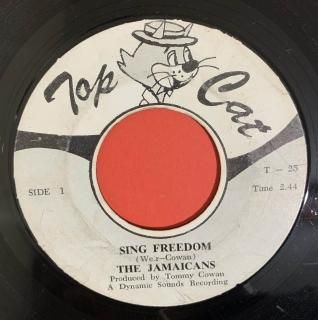 Top Cat
T - 25
SIDE 1
Time 2.44
SING FREEDOM
(Weir-Cowan)
THE JAMAICANS
Produced by Tommy Cowan
A Dynamic Sounds Recording